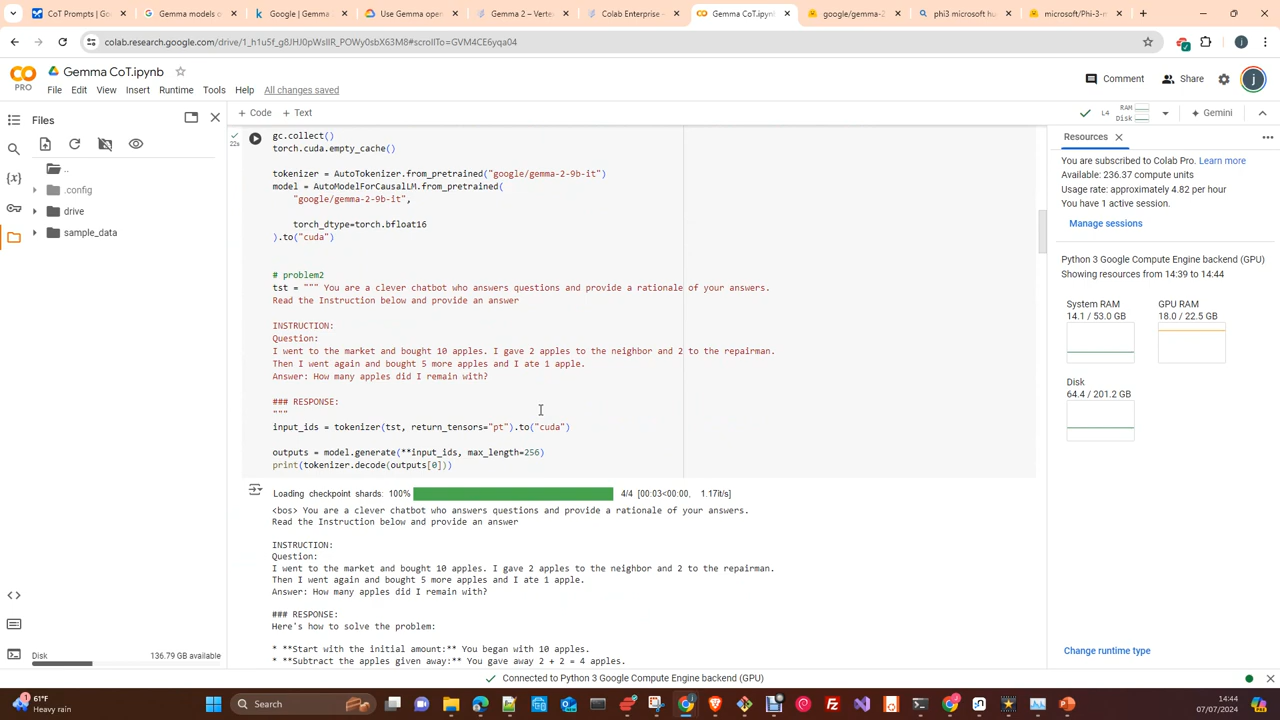 CoT Prompts | Go
Gemma models o
Google | Gemma
Use Gemma open
Gemma 2 – Verte
Colab Enterprise -
Gemma CoT.ipynb
google/gemma-2
phi3 microsoft hu
microsoft/Phi-3-m
colab.research.google.com/drive/1_h1u5f_g8JHJ0pWsIlR_POWy0sbX63M8#scrollTo=GVM4CE6yqa04
PRO
Gemma CoT.ipynb
File Edit View Insert Runtime Tools Help All changes saved
Comment Share j
Files
+ Code + Text
L4 RAM Disk
Gemini
..
.config
drive
sample_data
Disk 136.79 GB available
22s
gc.collect()
torch.cuda.empty_cache()
tokenizer = AutoTokenizer.from_pretrained("google/gemma-2-9b-it")
model = AutoModelForCausalLM.from_pretrained(
"google/gemma-2-9b-it",
torch_dtype=torch.bfloat16
).to("cuda")
# problem2
tst = """ You are a clever chatbot who answers questions and provide a rationale of your answers.
Read the Instruction below and provide an answer
INSTRUCTION:
Question:
I went to the market and bought 10 apples. I gave 2 apples to the neighbor and 2 to the repairman.
Then I went again and bought 5 more apples and I ate 1 apple.
Answer: How many apples did I remain with?
### RESPONSE:
"""
input_ids = tokenizer(tst, return_tensors="pt").to("cuda")
outputs = model.generate(**input_ids, max_length=256)
print(tokenizer.decode(outputs[0]))
Loading checkpoint shards: 100% 4/4 [00:03<00:00, 1.17it/s]
<bos> You are a clever chatbot who answers questions and provide a rationale of your answers.
Read the Instruction below and provide an answer
INSTRUCTION:
Question:
I went to the market and bought 10 apples. I gave 2 apples to the neighbor and 2 to the repairman.
Then I went again and bought 5 more apples and I ate 1 apple.
Answer: How many apples did I remain with?
### RESPONSE:
Here's how to solve the problem:
* **Start with the initial amount:** You began with 10 apples.
* **Subtract the apples given away:** You gave away 2 + 2 = 4 apples.
Resources
You are subscribed to Colab Pro. Learn more
Available: 236.37 compute units
Usage rate: approximately 4.82 per hour
You have 1 active session.
Manage sessions
Python 3 Google Compute Engine backend (GPU)
Showing resources from 14:39 to 14:44
System RAM
14.1 / 53.0 GB
GPU RAM
18.0 / 22.5 GB
Disk
64.4 / 201.2 GB
Change runtime type
Connected to Python 3 Google Compute Engine backend (GPU)
61°F
Heavy rain
Search
14:44
07/07/2024